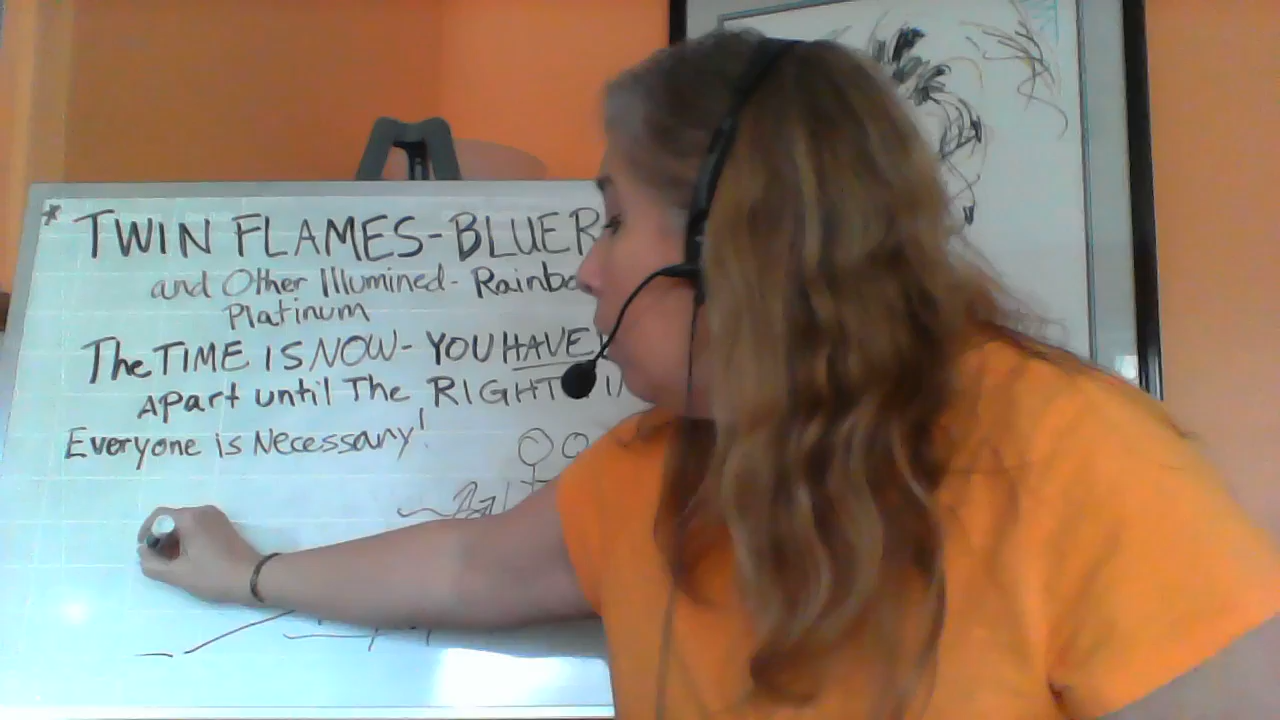 * TWIN FLAMES-BLUER
and Other Illumined-Rainbo
Platinum
The TIME IS NOW-YOU HAVE
Apart until The RIGHT
Everyone is Necessary!